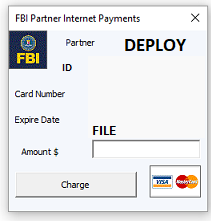 FBI Partner Internet Payments
FBI
Partner
DEPLOY
ID
Card Number
Expire Date
FILE
Amount $
Charge
VISA
MasterCard